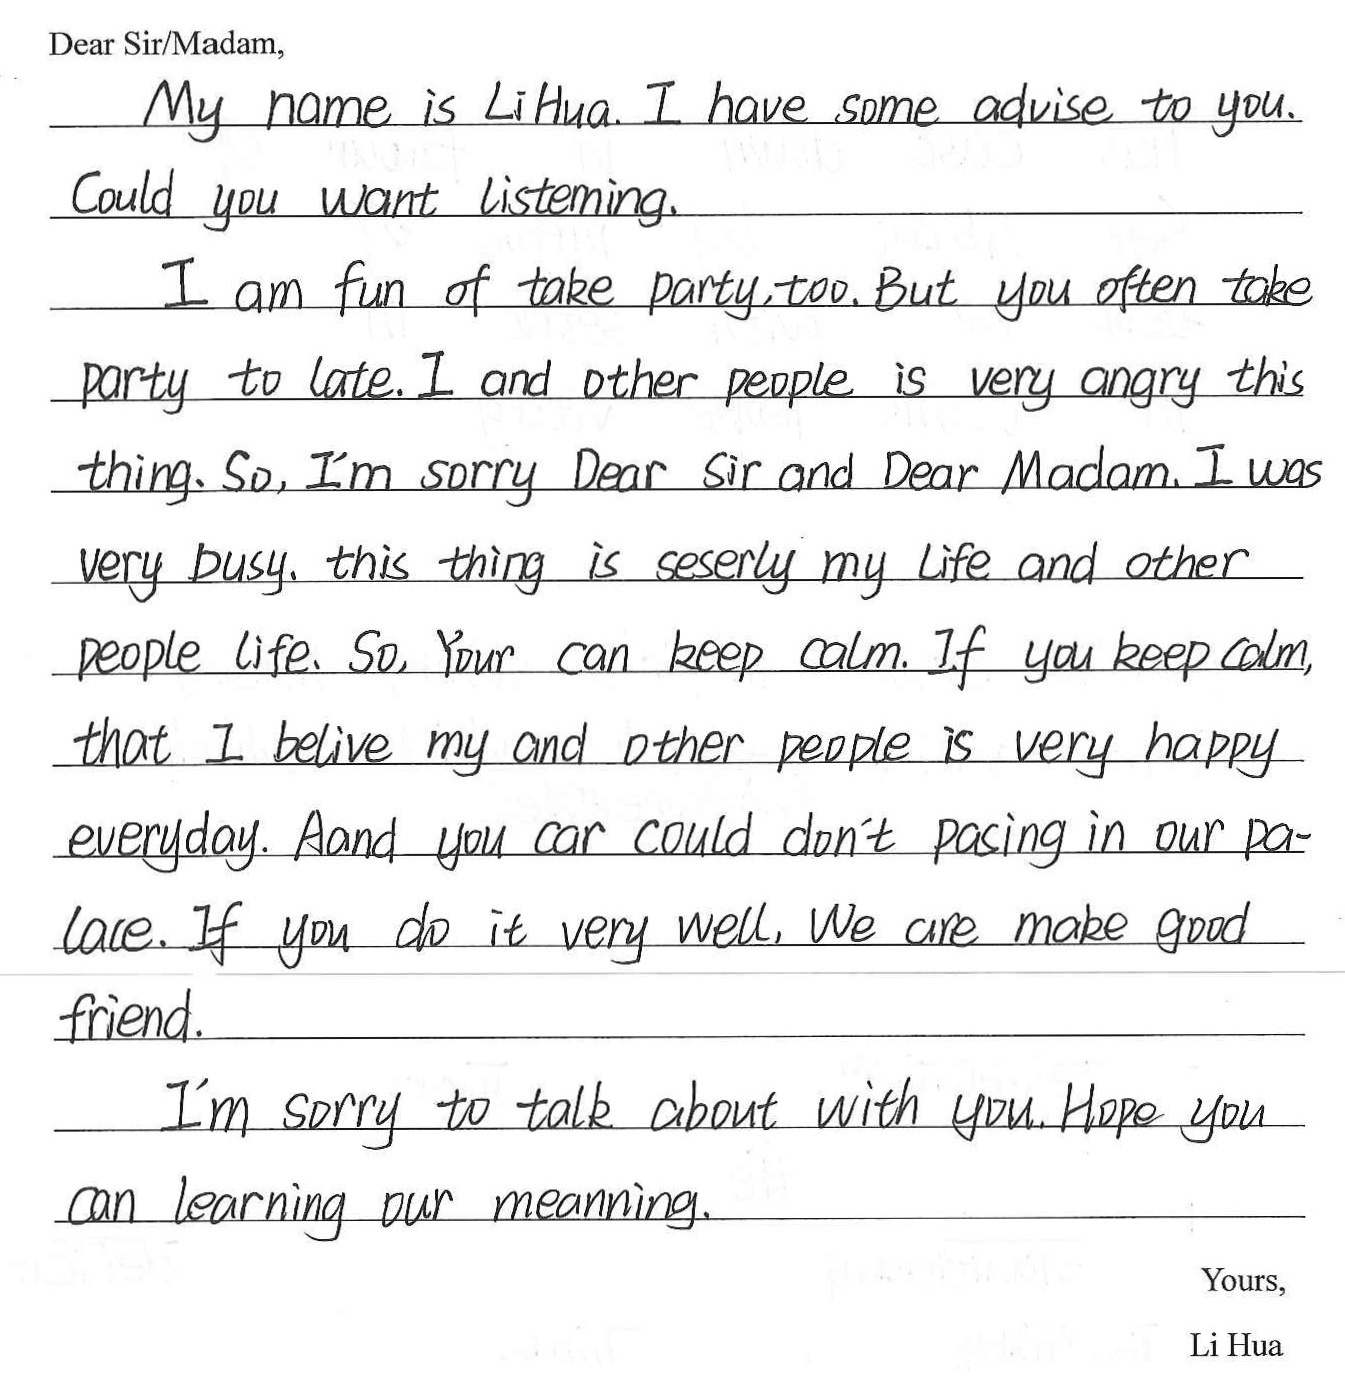 Dear Sir/Madam,
My name is Li Hua. I have some advise to you.
Could you want listening.
I am fun of take party, too. But you often take
party to late. I and other people is very angry this
thing. So, I'm sorry Dear Sir and Dear Madam. I was
very busy. this thing is seserly my life and other
people life. So, Your can keep calm. If you keep calm,
that I belive my and other people is very happy
everyday. Aand you car could don't pacing in our pa-
lace. If you do it very well, We are make good
friend.
I'm sorry to talk about with you. Hope you
can learning our meanning.
Yours,
Li Hua